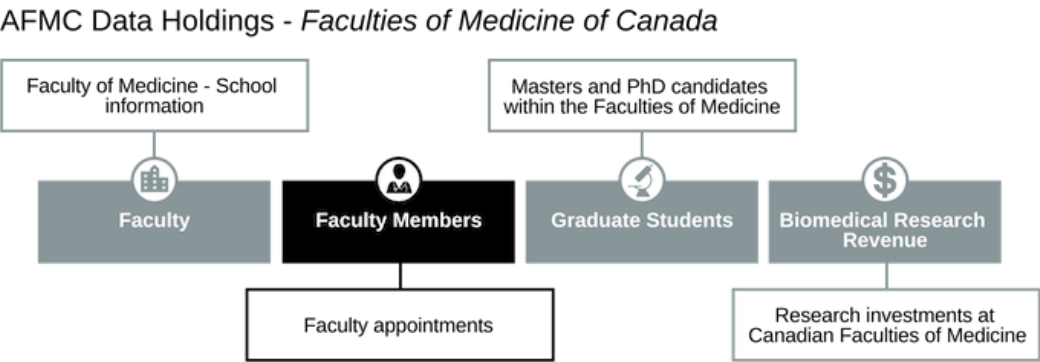 AFMC Data Holdings - Faculties of Medicine of Canada
Faculty of Medicine - School
information
Masters and PhD candidates
within the Faculties of Medicine
Faculty
Faculty Members
Graduate Students
Biomedical Research
Revenue
Faculty appointments
Research investments at
Canadian Faculties of Medicine